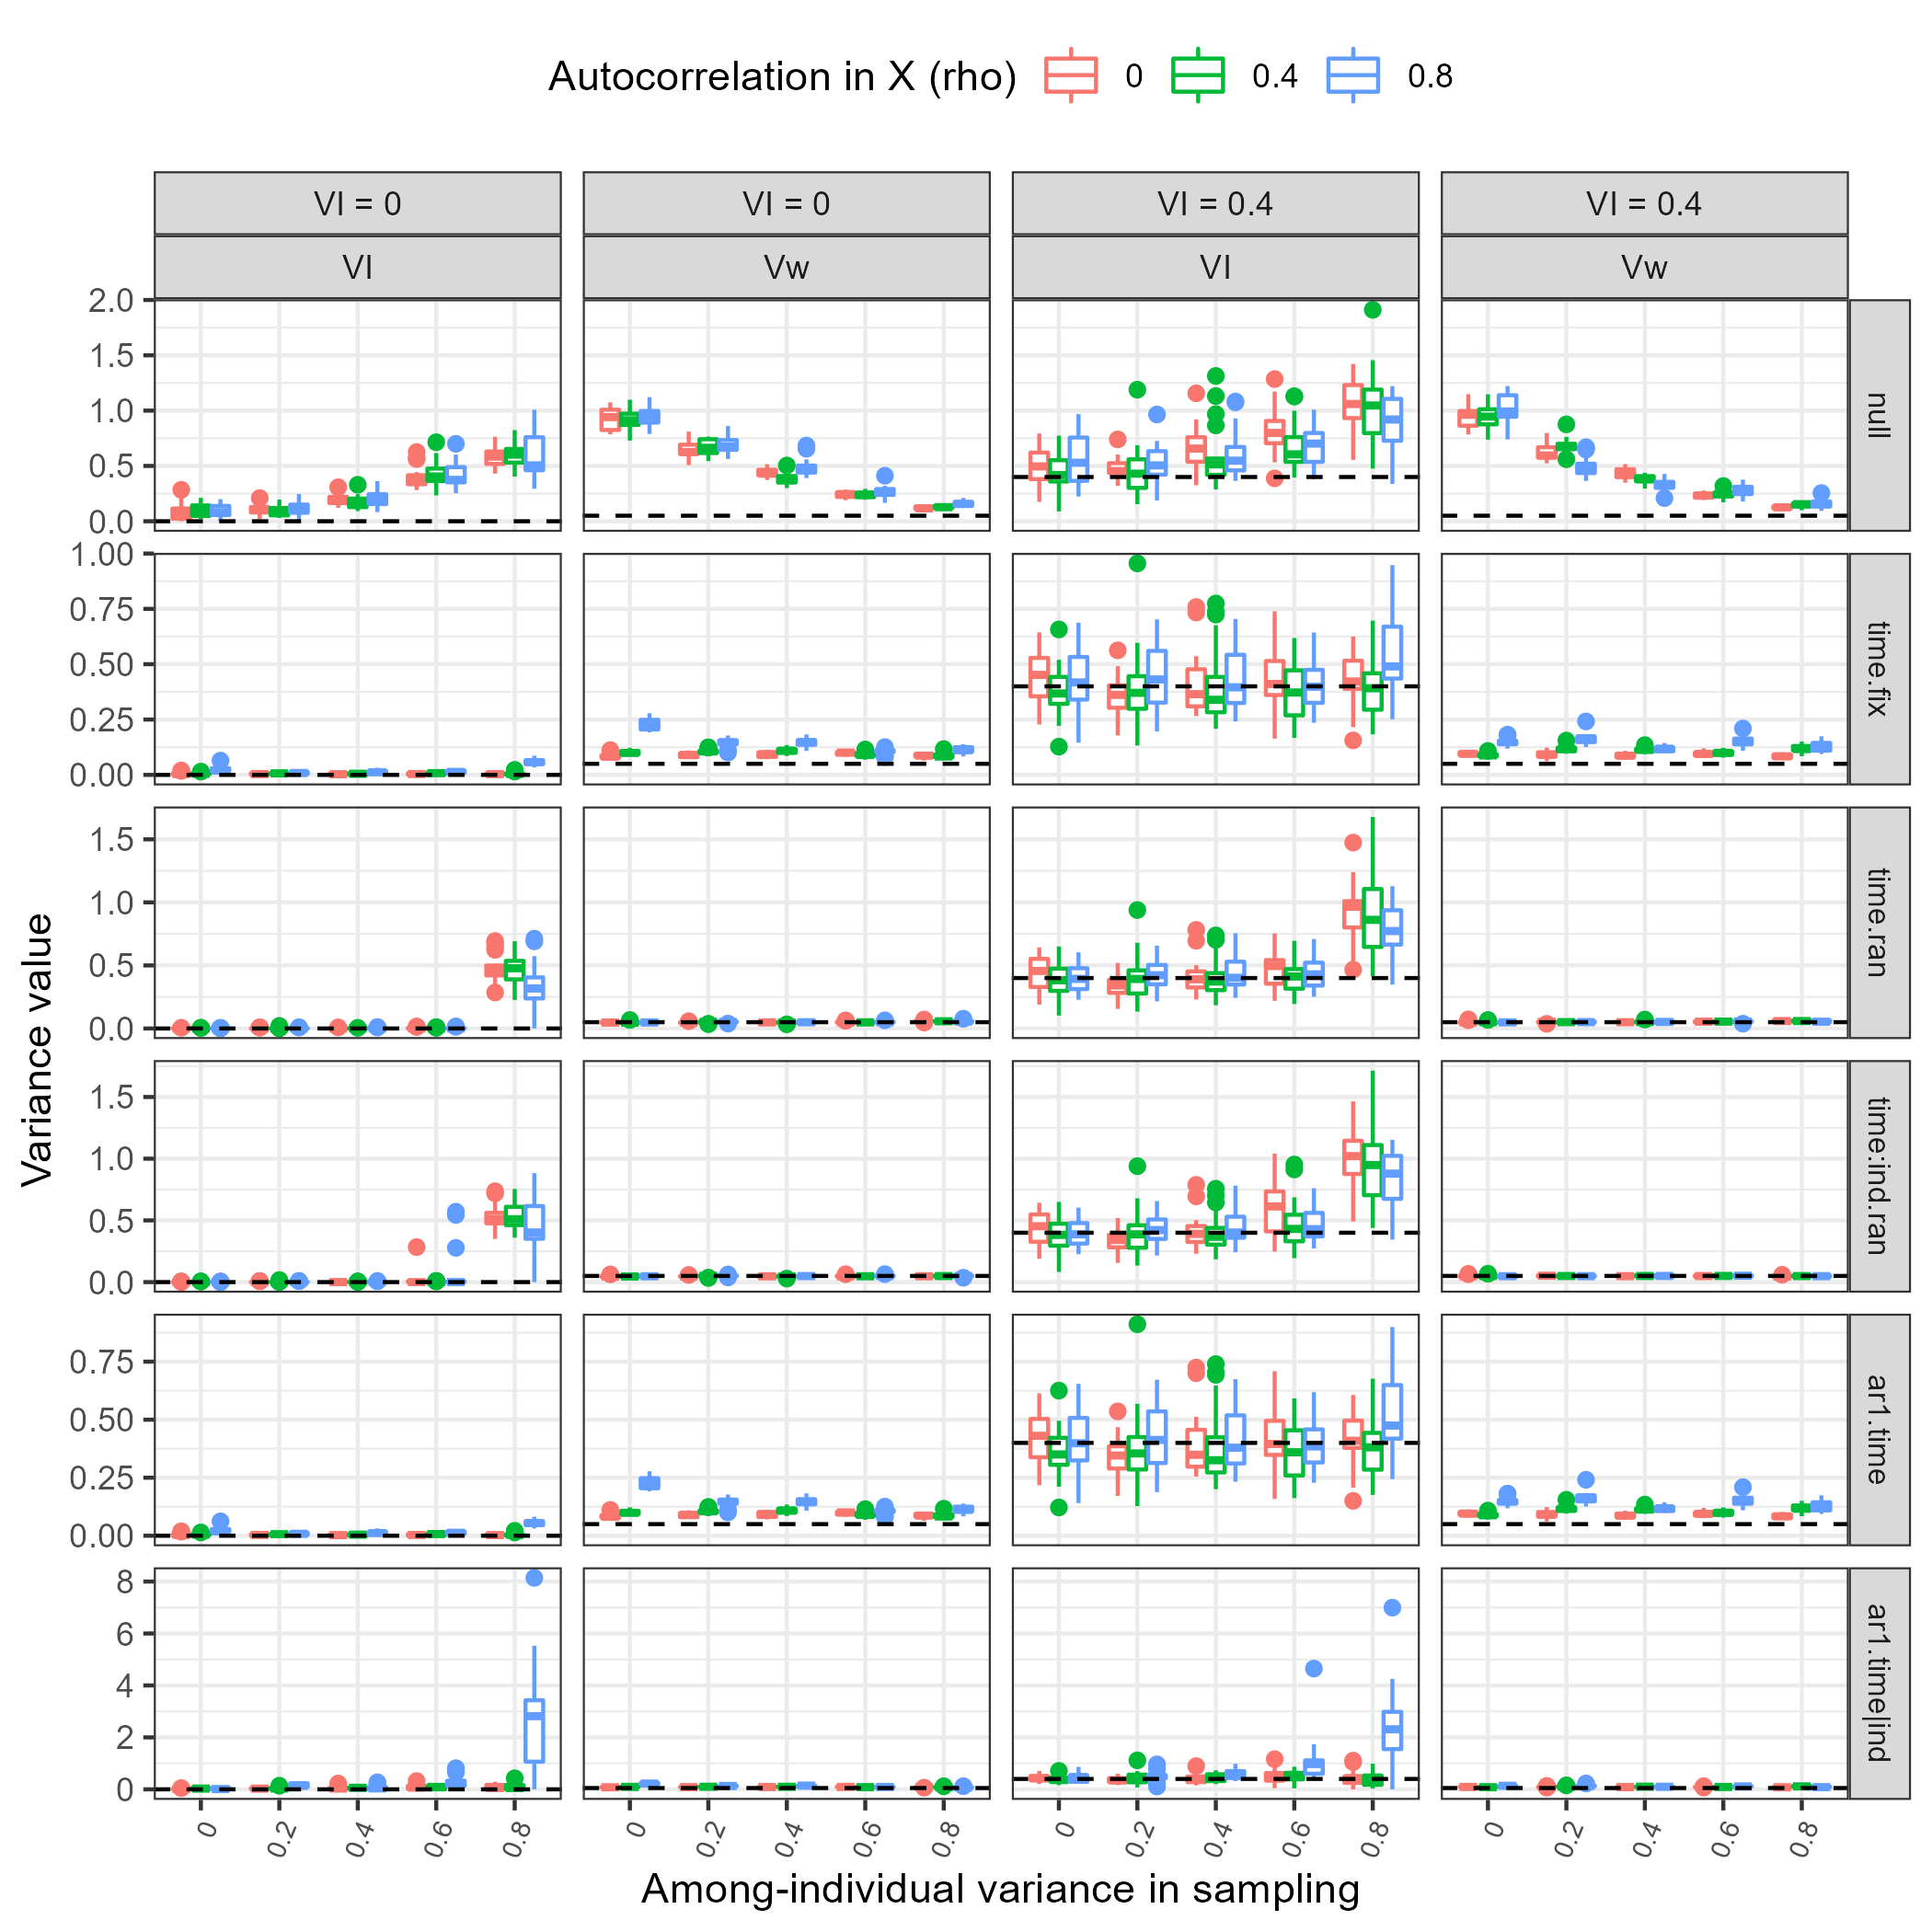 Autocorrelation in X (rho) 0 0.4 0.8
VI = 0 VI = 0 VI = 0.4 VI = 0.4
VI Vw VI Vw
2.0
1.5
1.0
0.5
0.0
null
1.00
0.75
0.50
0.25
0.00
time.fix
1.5
1.0
0.5
0.0
time.ran
1.5
1.0
0.5
0.0
time:ind.ran
0.75
0.50
0.25
0.00
ar1.time
8
6
4
2
0
ar1.time|ind
Variance value
0 0.2 0.4 0.6 0.8 0 0.2 0.4 0.6 0.8 0 0.2 0.4 0.6 0.8 0 0.2 0.4 0.6 0.8
Among-individual variance in sampling